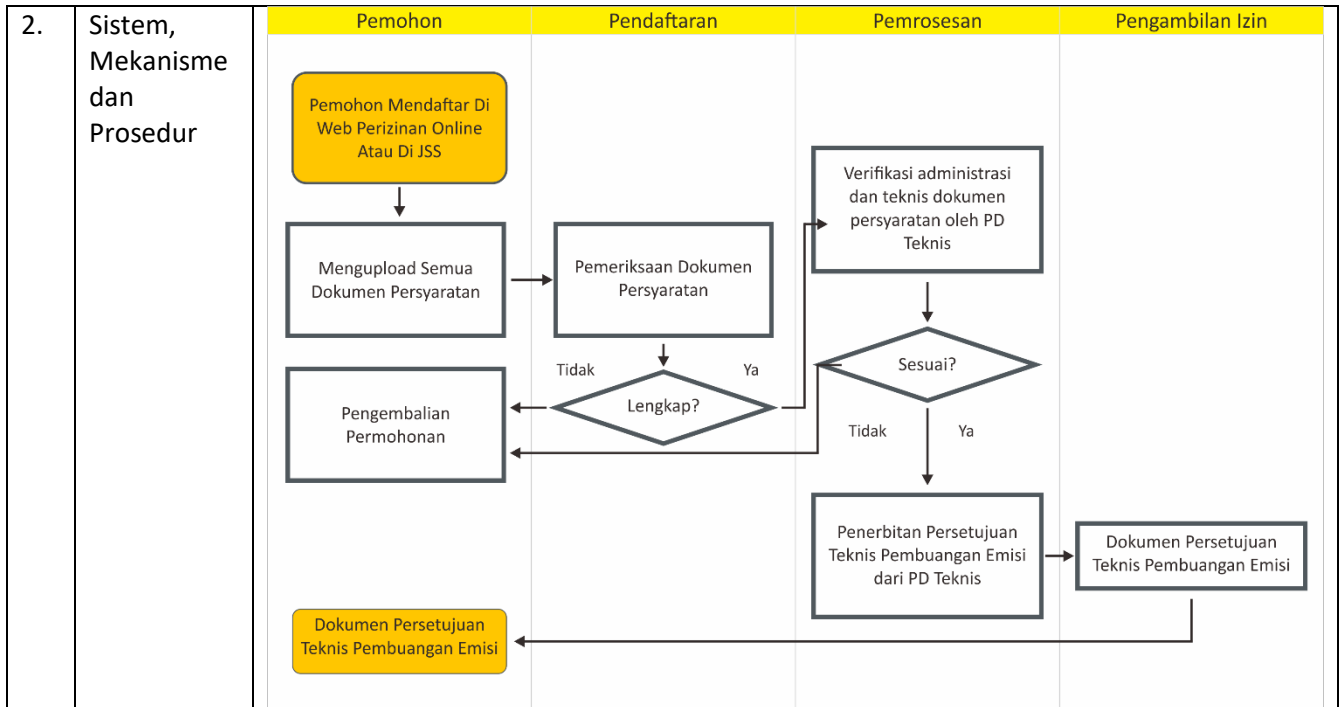 2.
Sistem,
Mekanisme
dan
Prosedur
Pemohon
Pendaftaran
Pemrosesan
Pengambilan Izin
Pemohon Mendaftar Di
Web Perizinan Online
Atau Di JSS
Mengupload Semua
Dokumen Persyaratan
Pemeriksaan Dokumen
Persyaratan
Verifikasi administrasi
dan teknis dokumen
persyaratan oleh PD
Teknis
Tidak
Ya
Lengkap?
Sesuai?
Pengembalian
Permohonan
Tidak
Ya
Penerbitan Persetujuan
Teknis Pembuangan Emisi
dari PD Teknis
Dokumen Persetujuan
Teknis Pembuangan Emisi
Dokumen Persetujuan
Teknis Pembuangan Emisi